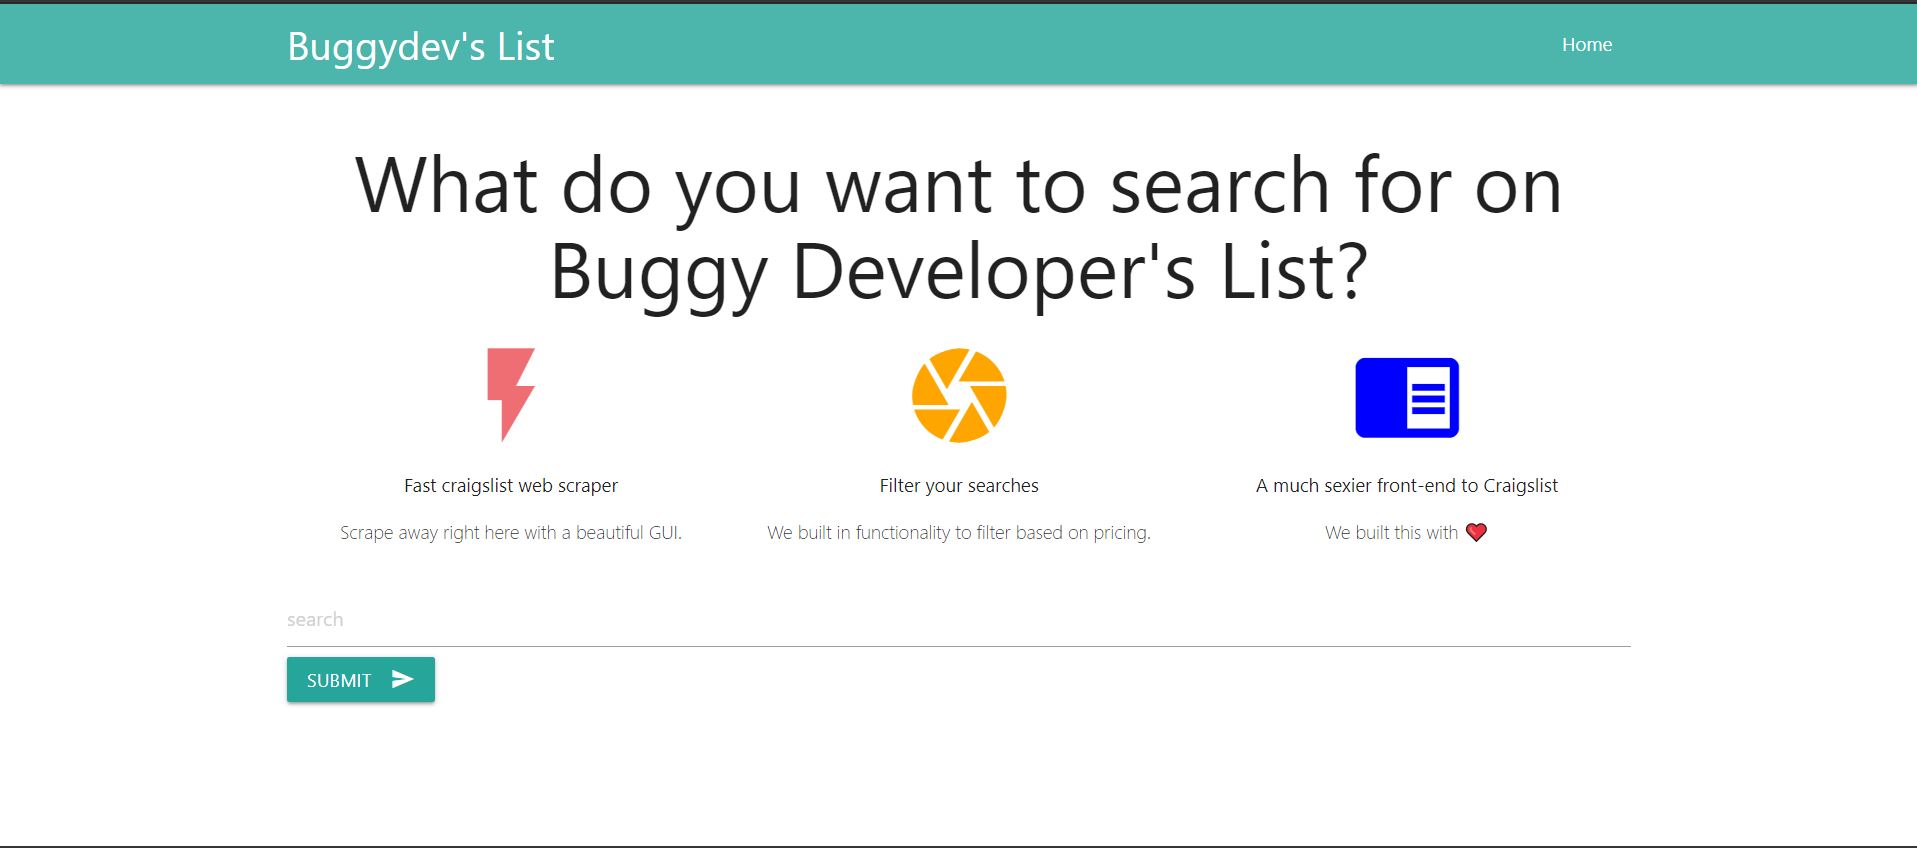 Buggydev's List
Home
What do you want to search for on
Buggy Developer's List?
Fast craigslist web scraper
Filter your searches
A much sexier front-end to Craigslist
Scrape away right here with a beautiful GUI.
We built in functionality to filter based on pricing.
We built this with ❤️
search
SUBMIT